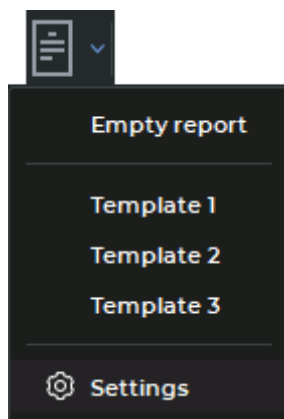 Empty report
Template 1
Template 2
Template 3
Settings